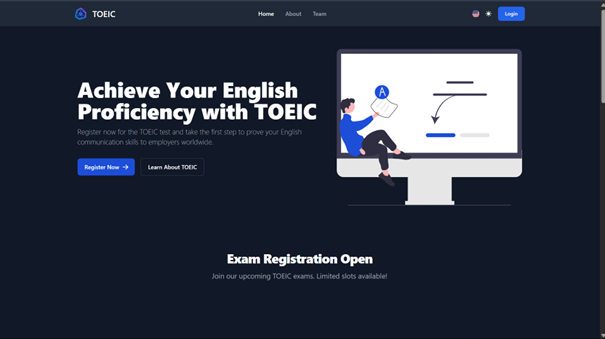 TOEIC
Home About Team
Login
Achieve Your English
Proficiency with TOEIC
Register now for the TOEIC test and take the first step to prove your English
communication skills to employers worldwide.
Register Now →
Learn About TOEIC
A
Exam Registration Open
Join our upcoming TOEIC exams. Limited slots available!